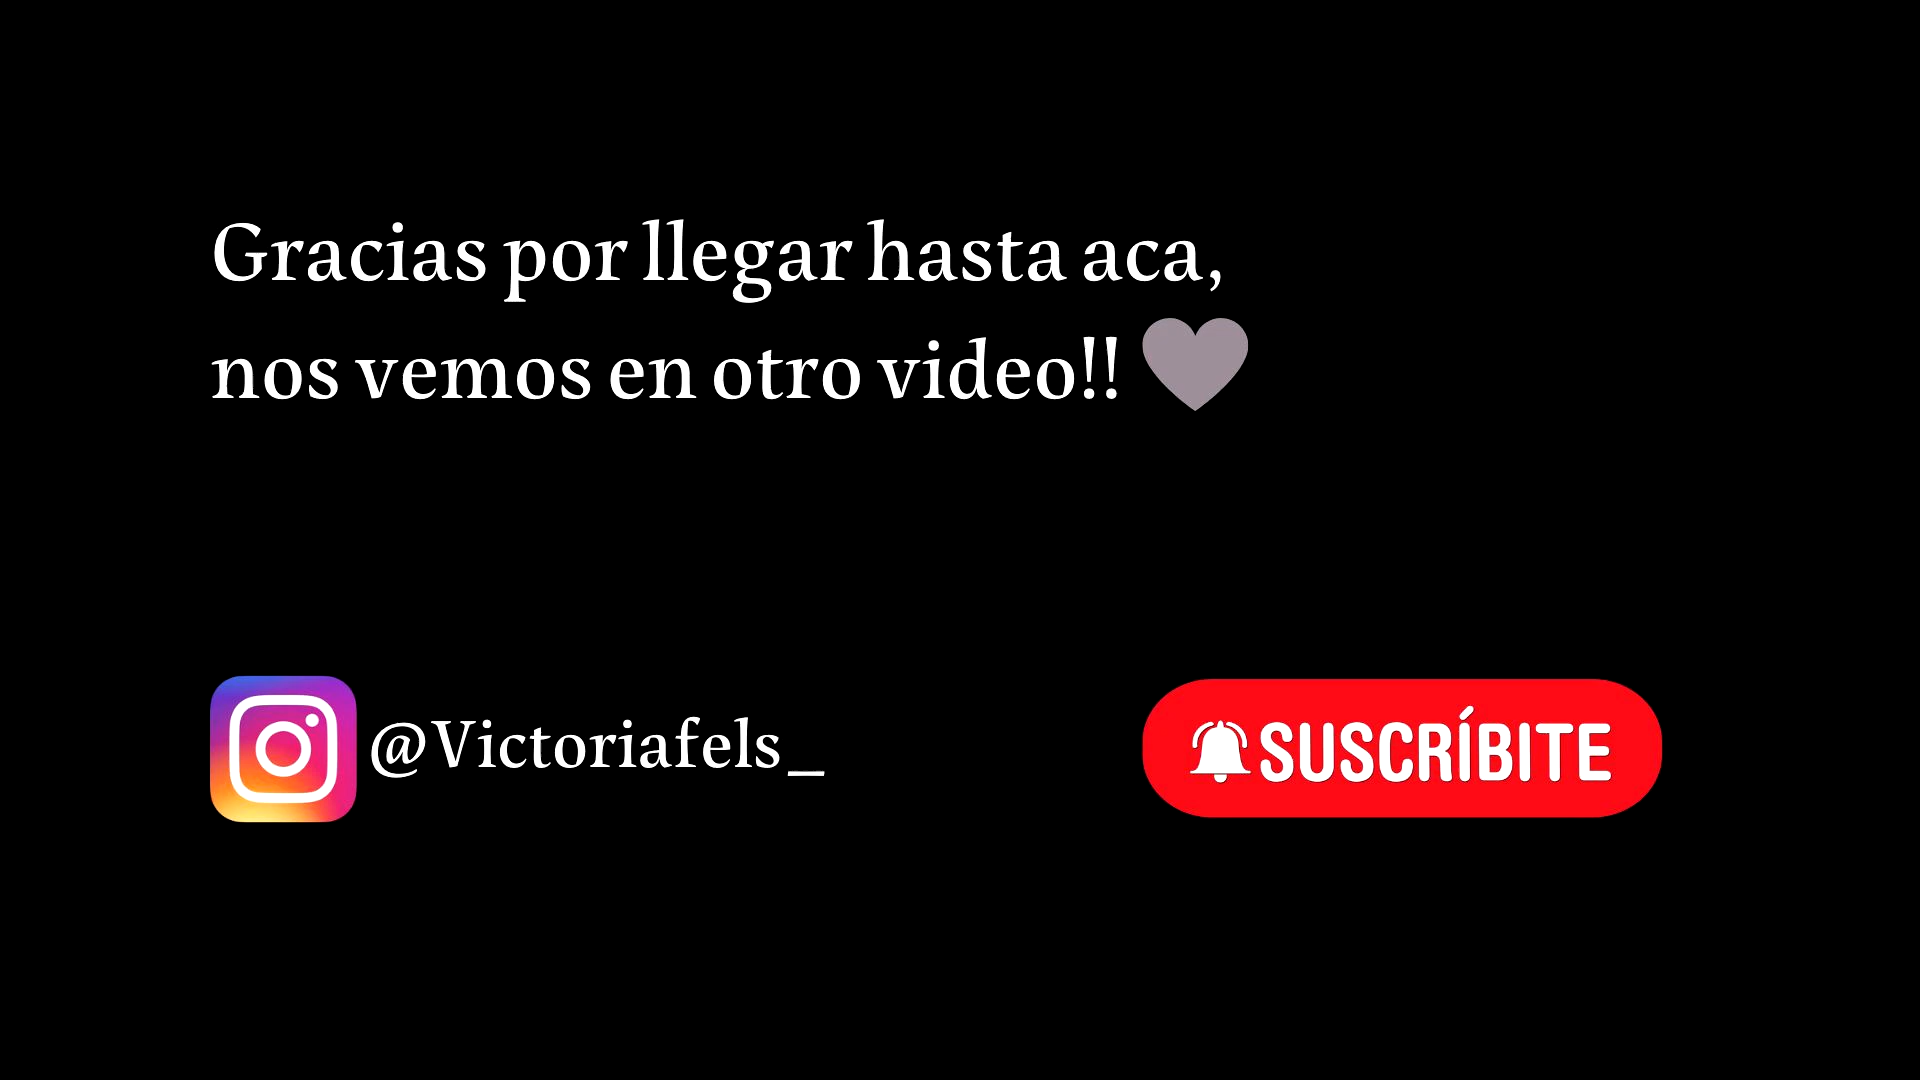 Gracias por llegar hasta aca,
nos vemos en otro video!!
@Victoriafels_
SUSCRÍBITE